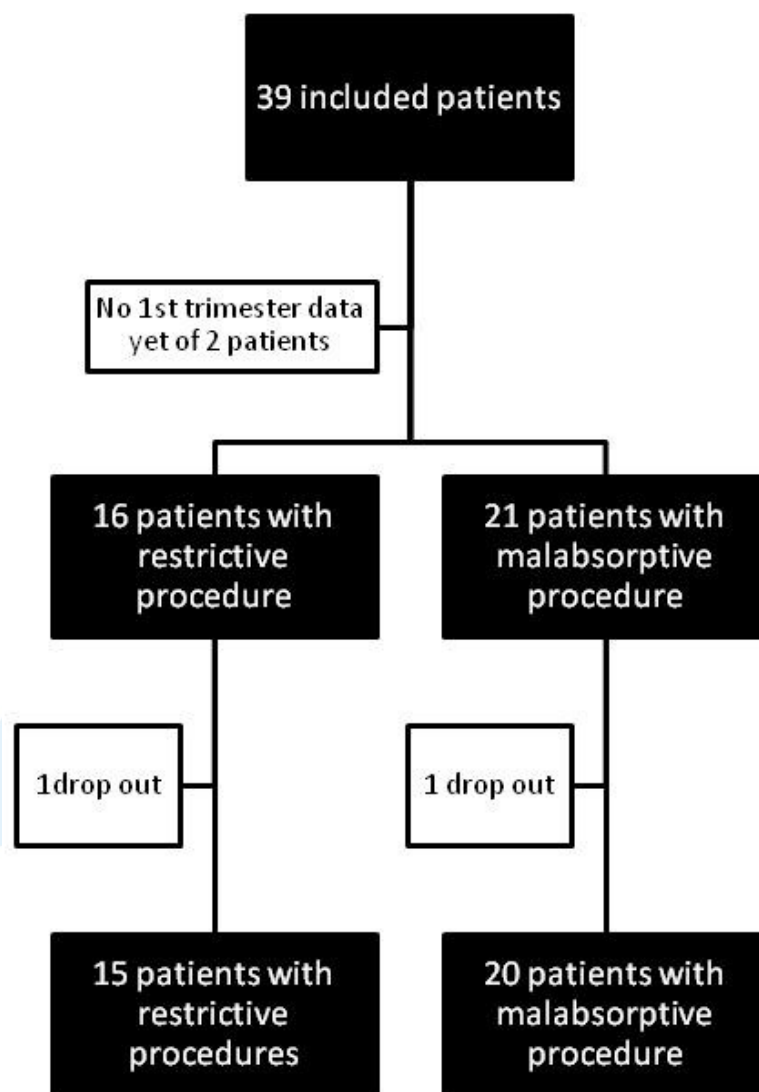 39 included patients
No 1st trimester data
yet of 2 patients
16 patients with
restrictive
procedure
21 patients with
malabsorptive
procedure
1drop out
1 drop out
15 patients with
restrictive
procedures
20 patients with
malabsorptive
procedure